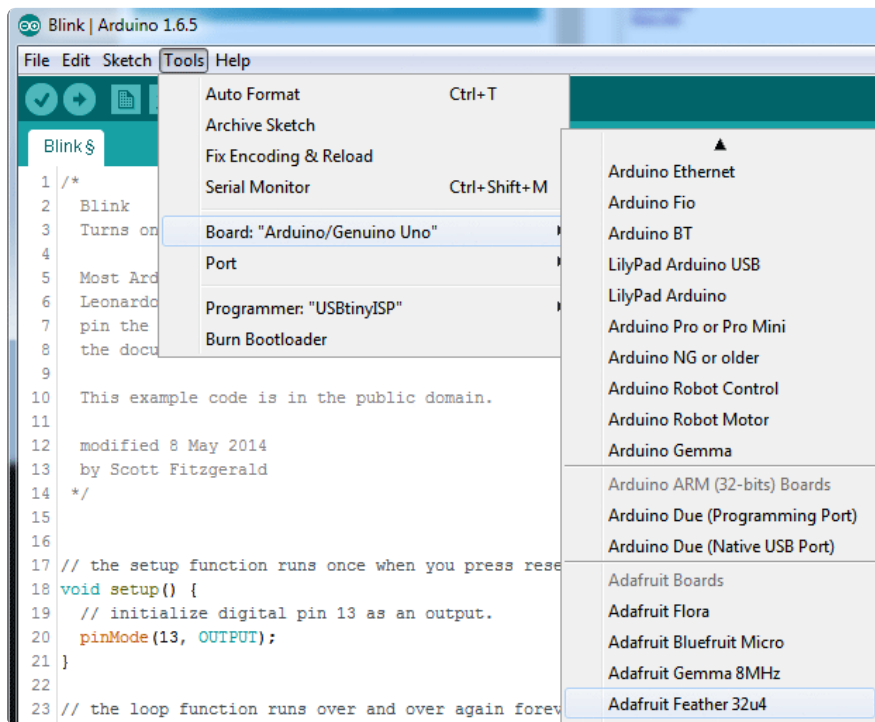 Blink | Arduino 1.6.5
File Edit Sketch Tools Help
Auto Format Ctrl+T
Archive Sketch
Fix Encoding & Reload
Serial Monitor Ctrl+Shift+M
Board: "Arduino/Genuino Uno"
Port
Programmer: "USBtinyISP"
Burn Bootloader
Arduino Ethernet
Arduino Fio
Arduino BT
LilyPad Arduino USB
LilyPad Arduino
Arduino Pro or Pro Mini
Arduino NG or older
Arduino Robot Control
Arduino Robot Motor
Arduino Gemma
Arduino ARM (32-bits) Boards
Arduino Due (Programming Port)
Arduino Due (Native USB Port)
Adafruit Boards
Adafruit Flora
Adafruit Bluefruit Micro
Adafruit Gemma 8MHz
Adafruit Feather 32u4
Blink§
1 /*
2 Blink
3 Turns on
4
5 Most Ard
6 Leonardo
7 pin the
8 the docu
9
10 This example code is in the public domain.
11
12 modified 8 May 2014
13 by Scott Fitzgerald
14 */
15
16
17 // the setup function runs once when you press rese
18 void setup() {
19 // initialize digital pin 13 as an output.
20 pinMode(13, OUTPUT);
21 }
22
23 // the loop function runs over and over again forev